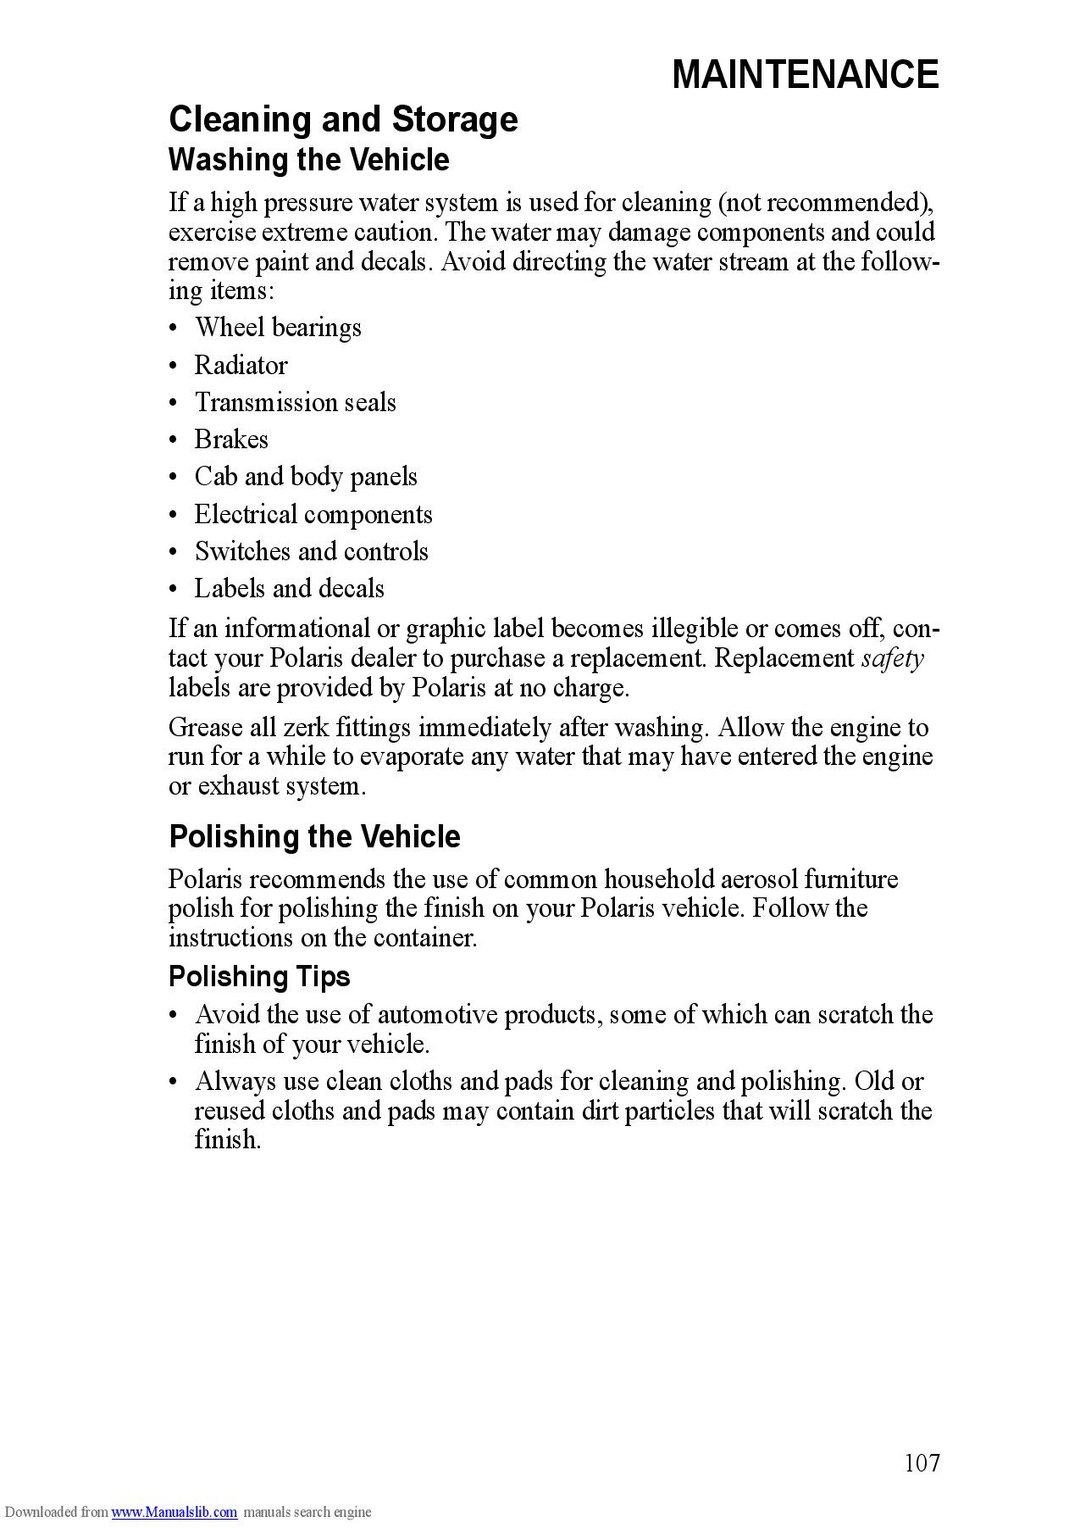 MAINTENANCE
Cleaning and Storage
Washing the Vehicle
If a high pressure water system is used for cleaning (not recommended),
exercise extreme caution. The water may damage components and could
remove paint and decals. Avoid directing the water stream at the follow-
ing items:
• Wheel bearings
• Radiator
• Transmission seals
• Brakes
• Cab and body panels
• Electrical components
• Switches and controls
• Labels and decals
If an informational or graphic label becomes illegible or comes off, con-
tact your Polaris dealer to purchase a replacement. Replacement safety
labels are provided by Polaris at no charge.
Grease all zerk fittings immediately after washing. Allow the engine to
run for a while to evaporate any water that may have entered the engine
or exhaust system.
Polishing the Vehicle
Polaris recommends the use of common household aerosol furniture
polish for polishing the finish on your Polaris vehicle. Follow the
instructions on the container.
Polishing Tips
• Avoid the use of automotive products, some of which can scratch the
finish of your vehicle.
• Always use clean cloths and pads for cleaning and polishing. Old or
reused cloths and pads may contain dirt particles that will scratch the
finish.
107
Downloaded from www.Manualslib.com manuals search engine